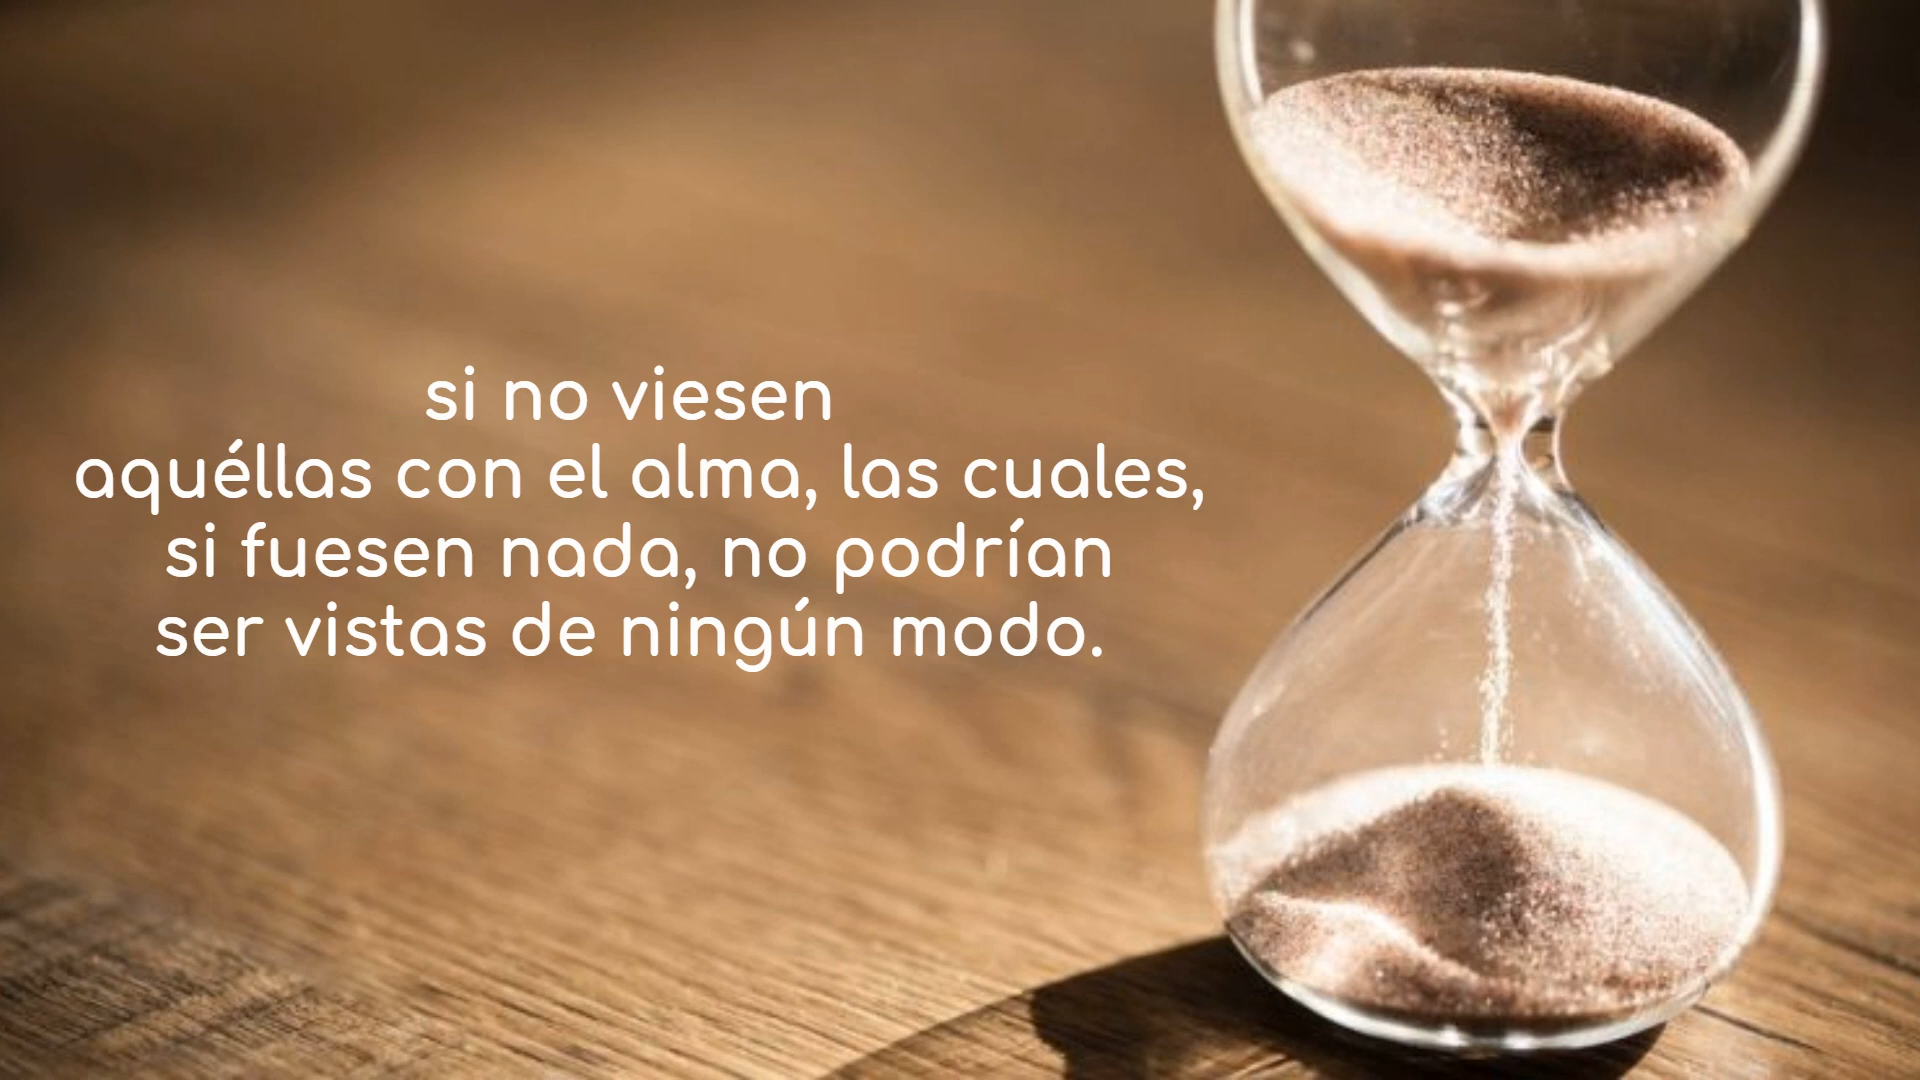 si no viesen
aquéllas con el alma, las cuales,
si fuesen nada, no podrían
ser vistas de ningún modo.